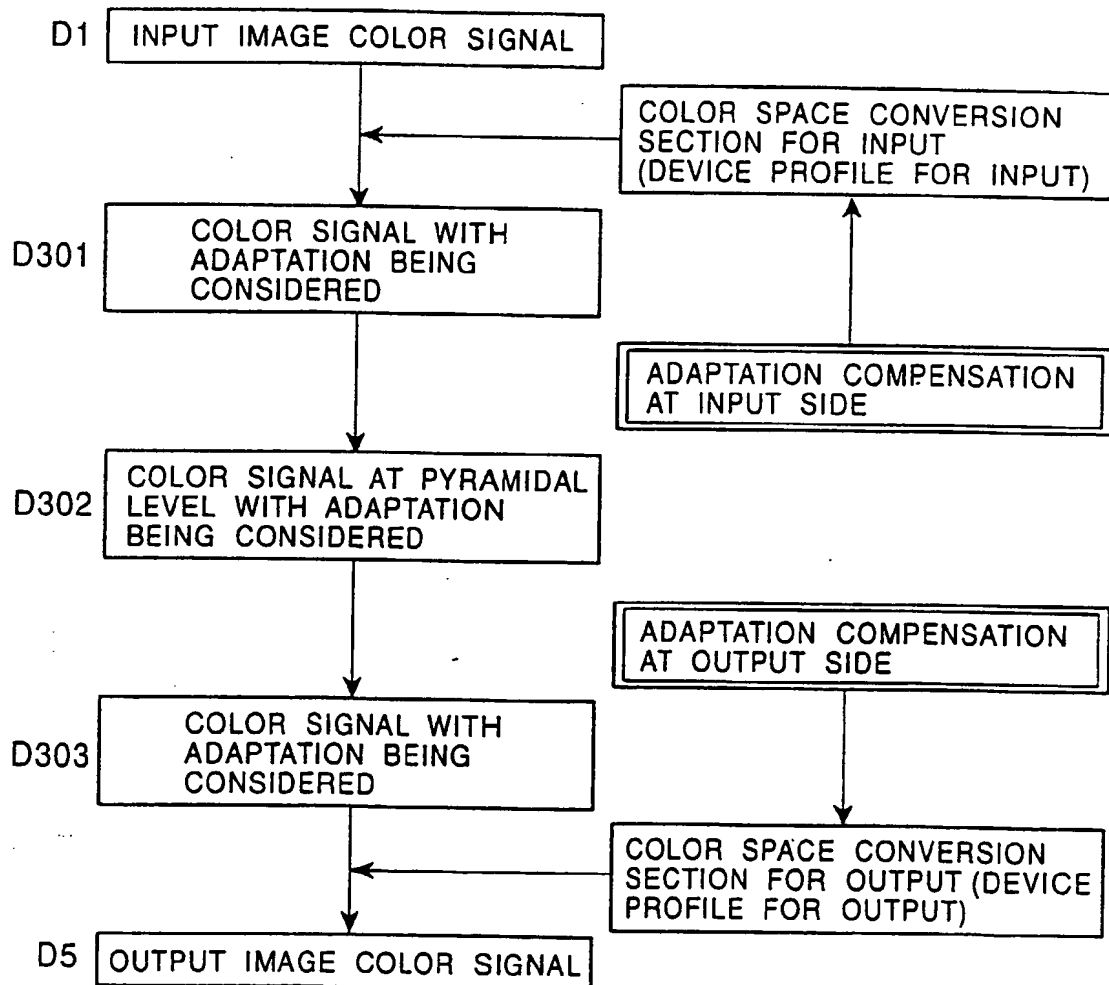 D1 INPUT IMAGE COLOR SIGNAL
COLOR SPACE CONVERSION
SECTION FOR INPUT
(DEVICE PROFILE FOR INPUT)
D301
COLOR SIGNAL WITH
ADAPTATION BEING
CONSIDERED
ADAPTATION COMPENSATION
AT INPUT SIDE
D302
COLOR SIGNAL AT PYRAMIDAL
LEVEL WITH ADAPTATION
BEING CONSIDERED
ADAPTATION COMPENSATION
AT OUTPUT SIDE
D303
COLOR SIGNAL WITH
ADAPTATION BEING
CONSIDERED
COLOR SPACE CONVERSION
SECTION FOR OUTPUT (DEVICE
PROFILE FOR OUTPUT)
D5 OUTPUT IMAGE COLOR SIGNAL